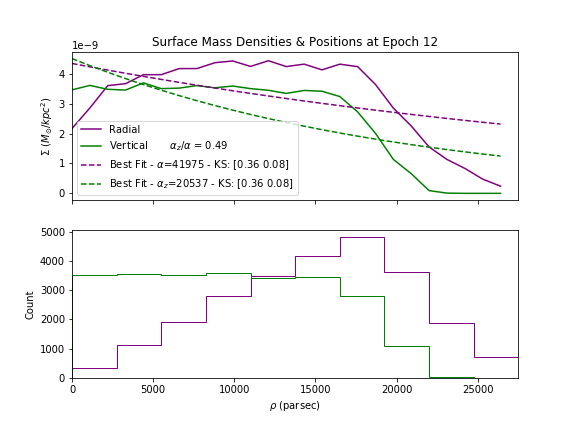 Surface Mass Densities & Positions at Epoch 12
1e−9
4
3
2
1
0
Σ (M⊙/kpc²)
Radial
Vertical αz/α = 0.49
Best Fit - α=41975 - KS: [0.36 0.08]
Best Fit - αz=20537 - KS: [0.36 0.08]
5000
4000
3000
2000
1000
0
Count
0 5000 10000 15000 20000 25000
ρ (parsec)